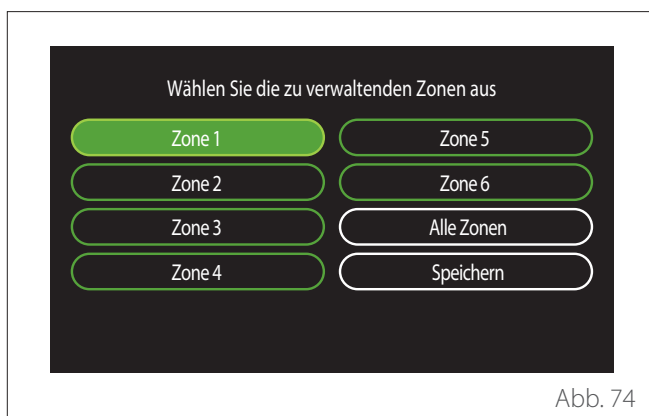 Wählen Sie die zu verwaltenden Zonen aus
Zone 1
Zone 2
Zone 3
Zone 4
Zone 5
Zone 6
Alle Zonen
Speichern
Abb. 74